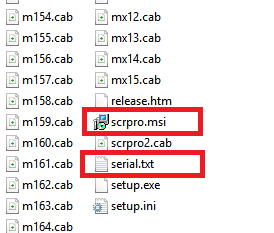 m154.cab
m155.cab
m156.cab
m157.cab
m158.cab
m159.cab
m160.cab
m161.cab
m162.cab
m163.cab
m164.cab
mx12.cab
mx13.cab
mx14.cab
mx15.cab
release.htm
scrpro.msi
scrpro2.cab
serial.txt
setup.exe
setup.ini